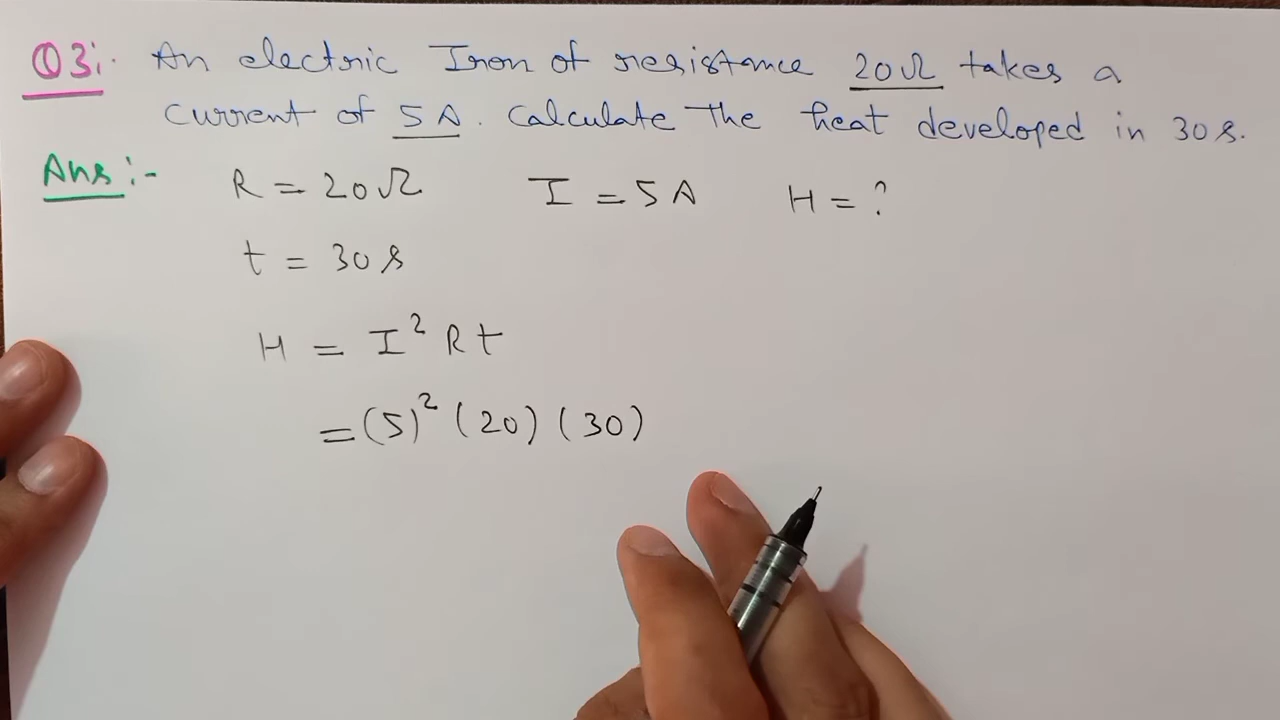 Q3:- An electric Iron of resistance 20Ω takes a
current of 5A. Calculate the heat developed in 30s.
Ans:- R = 20Ω I = 5A H = ?
t = 30s
H = I² R t
= (5)² (20) (30)